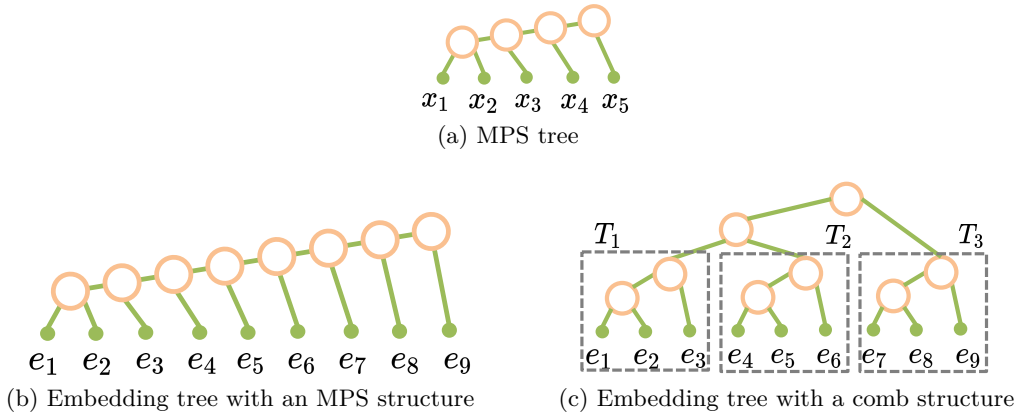 x₁ x₂ x₃ x₄ x₅
(a) MPS tree
T₁ T₂ T₃
e₁ e₂ e₃ e₄ e₅ e₆ e₇ e₈ e₉
e₁ e₂ e₃ e₄ e₅ e₆ e₇ e₈ e₉
(b) Embedding tree with an MPS structure
(c) Embedding tree with a comb structure